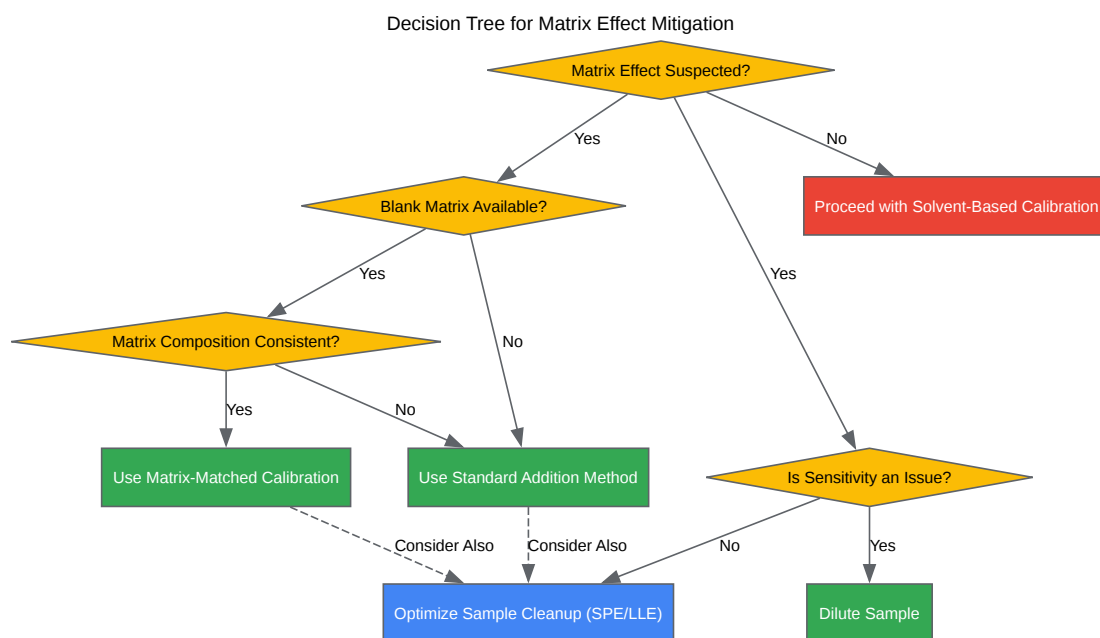 Decision Tree for Matrix Effect Mitigation
Matrix Effect Suspected?
Yes
No
Blank Matrix Available?
Proceed with Solvent-Based Calibration
Yes
Yes
Matrix Composition Consistent?
No
Yes
No
Use Matrix-Matched Calibration
Use Standard Addition Method
Is Sensitivity an Issue?
Consider Also
Consider Also
No
Yes
Optimize Sample Cleanup (SPE/LLE)
Dilute Sample